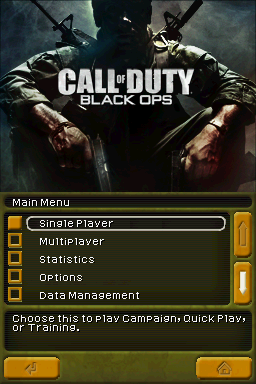 CALL OF DUTY
BLACK OPS
Main Menu
Single Player
MultiPlayer
Statistics
Options
Data Management
Choose this to play Campaign, Quick Play,
or Training.